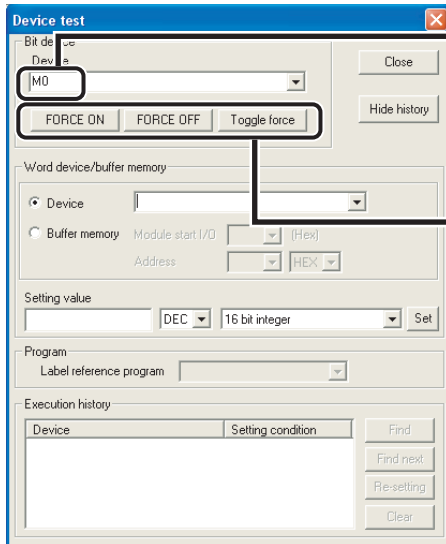 Device test
Bit device
Device
Close
M0
Hide history
FORCE ON FORCE OFF Toggle force
Word device/buffer memory
Device
Buffer memory Module start I/O (Hex)
Address HEX
Setting value
DEC 16 bit integer Set
Program
Label reference program
Execution history
Device Setting condition Find
Find next
Re-setting
Clear